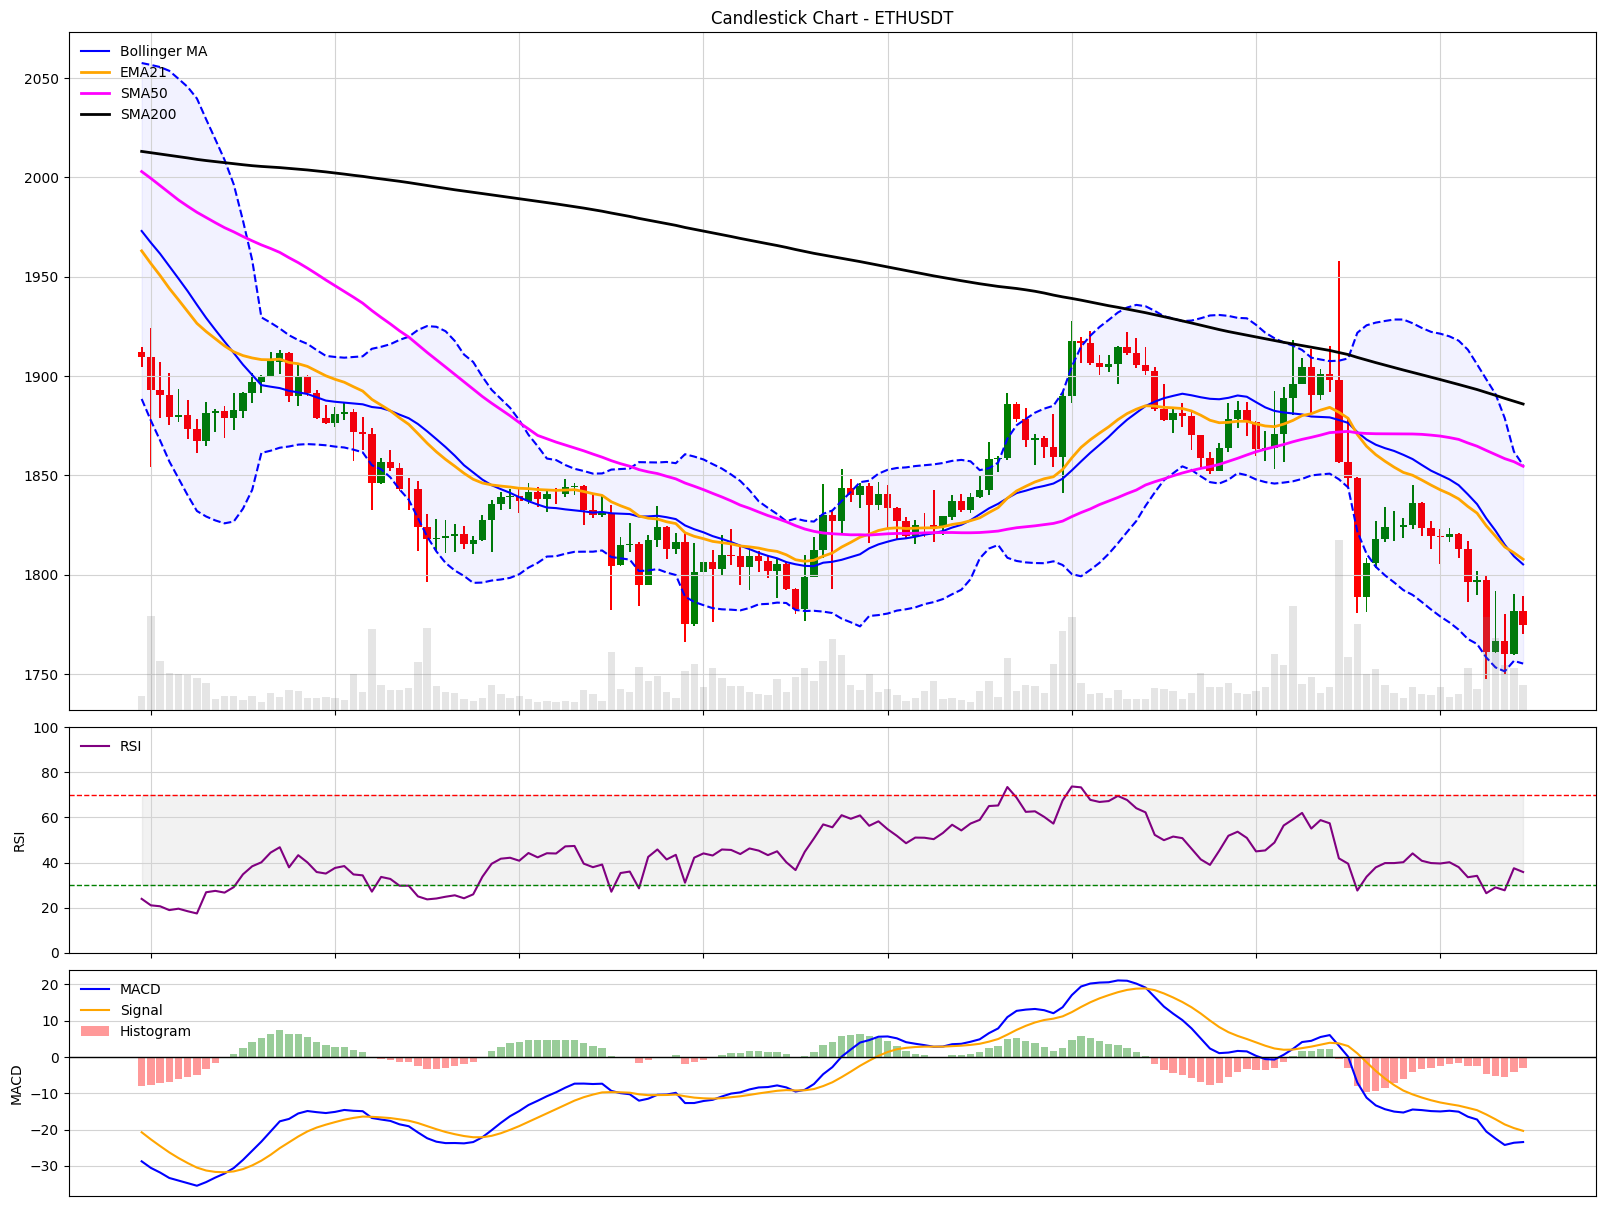 Candlestick Chart - ETHUSDT
Bollinger MA
EMA21
SMA50
SMA200
2050
2000
1950
1900
1850
1800
1750
RSI
RSI
100
80
60
40
20
0
MACD
Signal
Histogram
MACD
20
10
0
−10
−20
−30